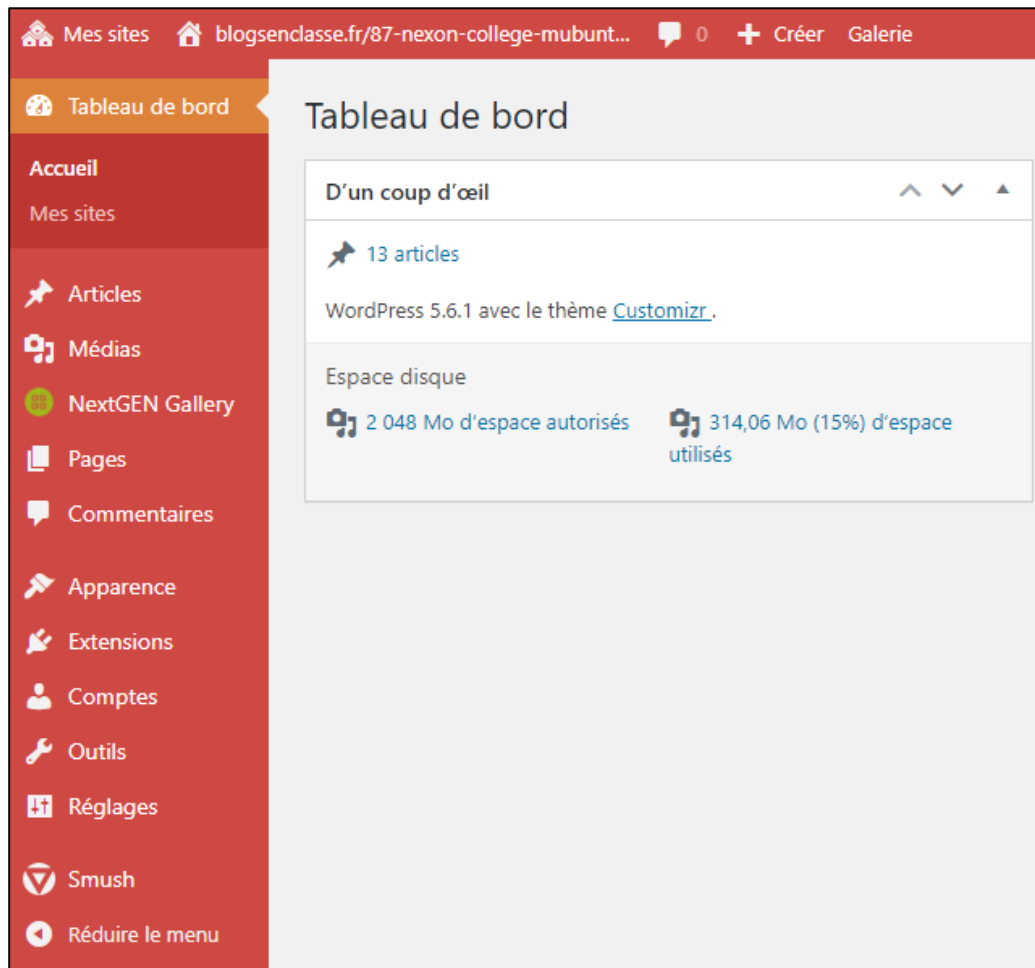 Mes sites blogsenclasse.fr/87-nexon-college-mubunt... 0 Créer Galerie
Tableau de bord
Accueil
Mes sites
Articles
Médias
NextGEN Gallery
Pages
Commentaires
Apparence
Extensions
Comptes
Outils
Réglages
Smush
Réduire le menu
Tableau de bord
D'un coup d'œil
13 articles
WordPress 5.6.1 avec le thème Customizr .
Espace disque
2 048 Mo d'espace autorisés
314,06 Mo (15%) d'espace
utilisés